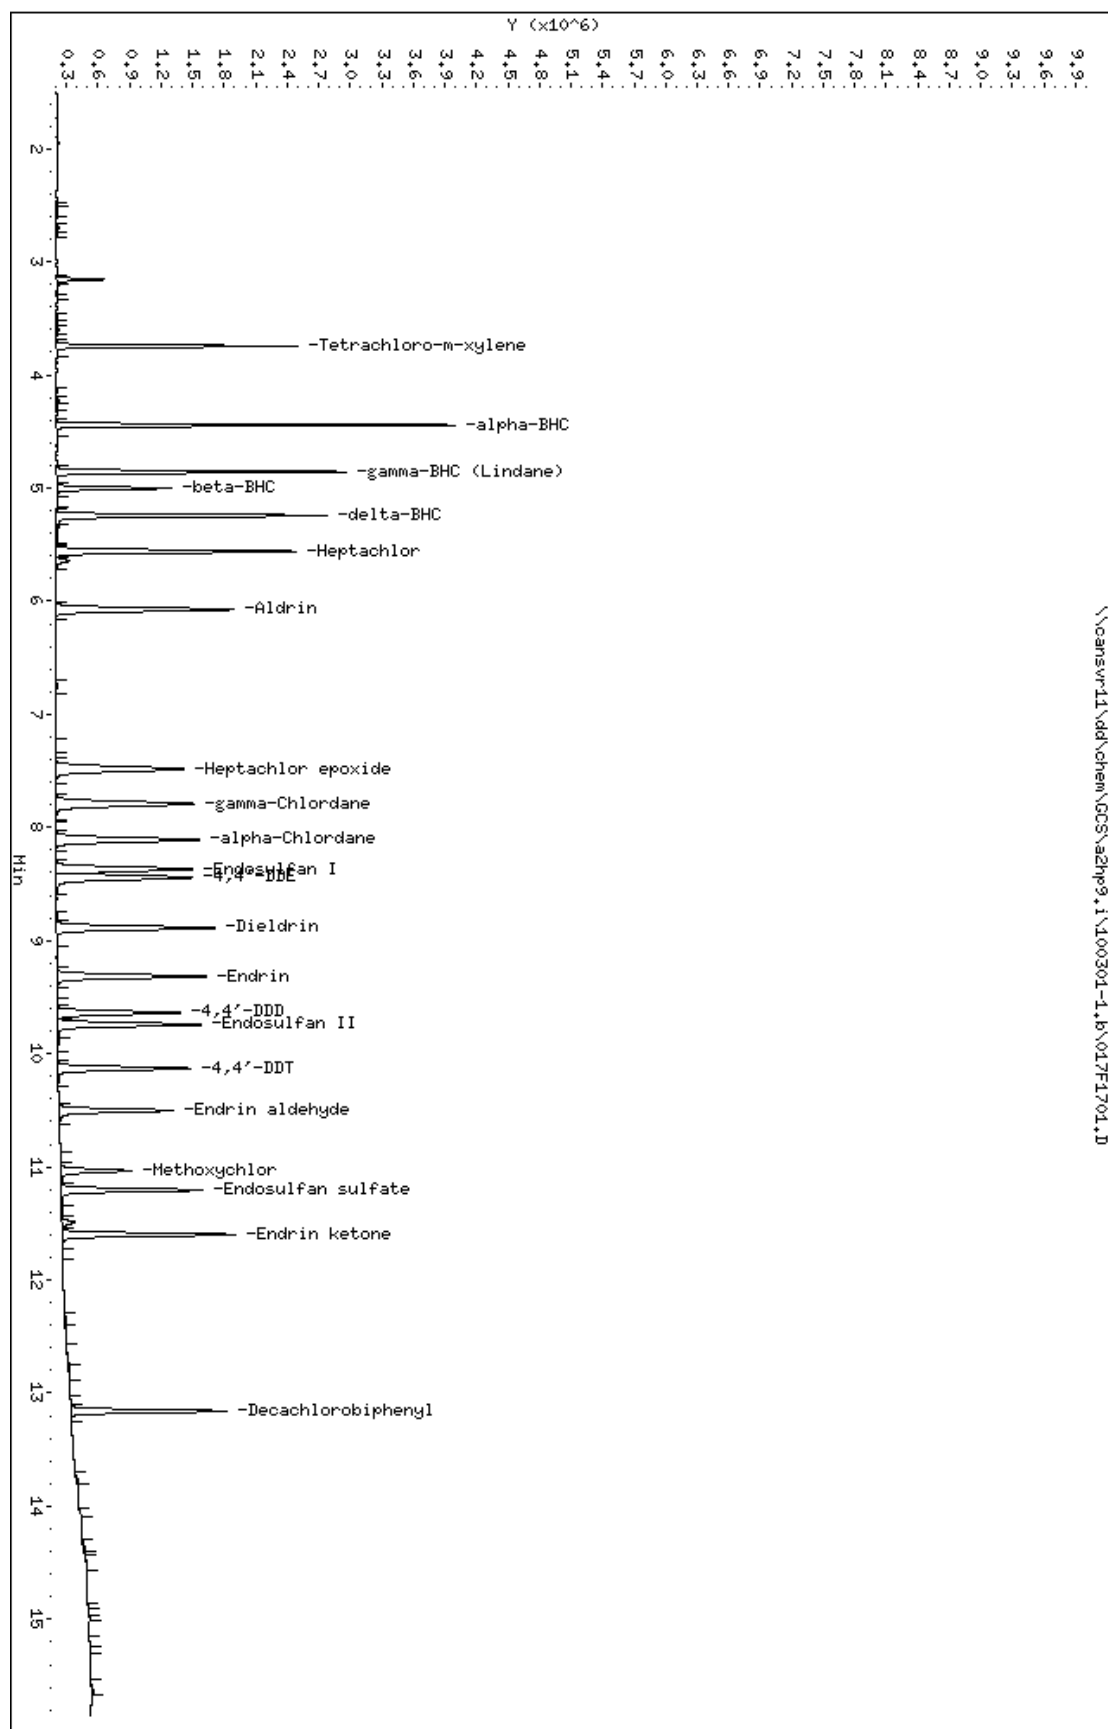 Y (x10^6)
0.3
0.6
0.9
1.2
1.5
1.8
2.1
2.4
2.7
3.0
3.3
3.6
3.9
4.2
4.5
4.8
5.1
5.4
5.7
6.0
6.3
6.6
6.9
7.2
7.5
7.8
8.1
8.4
8.7
9.0
9.3
9.6
9.9
2
3
-Tetrachloro-m-xylene
4
-alpha-BHC
-gamma-BHC (Lindane)
5
-beta-BHC
-delta-BHC
-Heptachlor
6
-Aldrin
7
-Heptachlor epoxide
-gamma-Chlordane
8
-alpha-Chlordane
Min
-Endosulfan I
-4,4'-DDE
-Dieldrin
9
-Endrin
-4,4'-DDD
-Endosulfan II
10
-4,4'-DDT
-Endrin aldehyde
11
-Methoxychlor
-Endosulfan sulfate
-Endrin ketone
12
13
-Decachlorobiphenyl
14
15
\\cansvr11\dd\chem\GCS\a2hp9.i\100301-1.b\017F1701.D